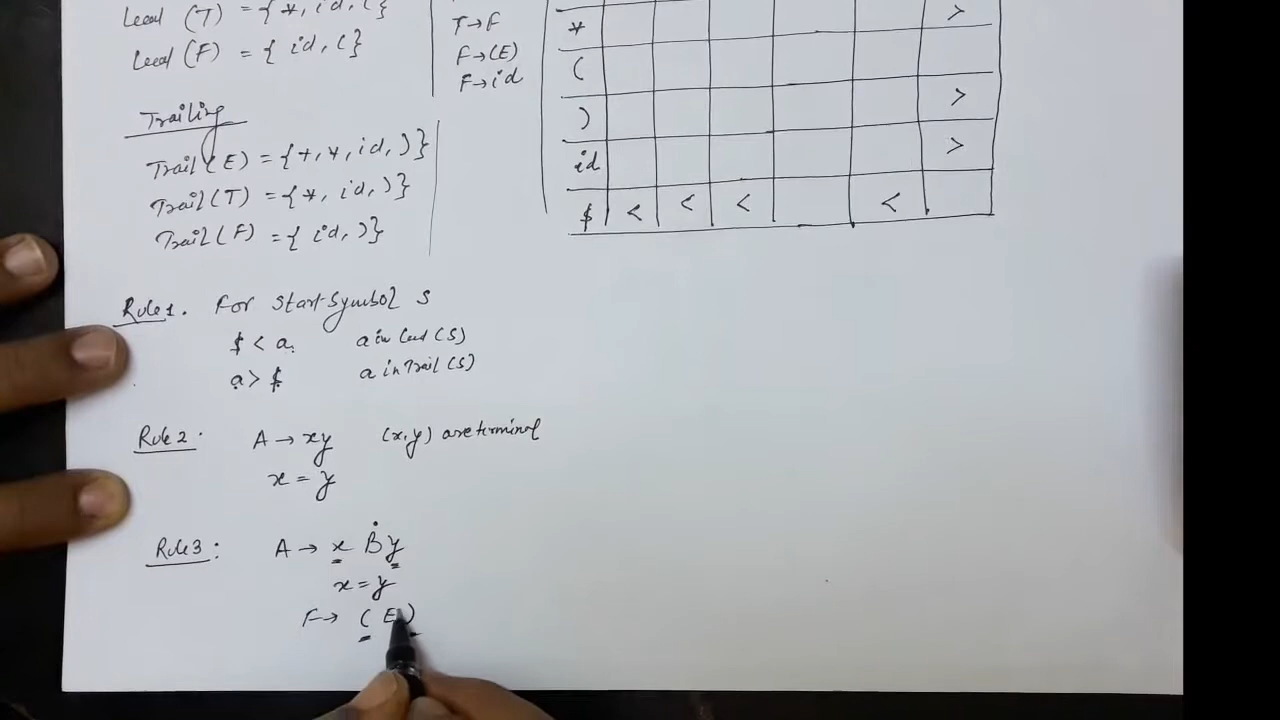 Lead (T) = { *, id, ( }
Lead (F) = { id, ( }
Trailing
Trail(E) = { +, *, id, ) }
Trail(T) = { *, id, ) }
Trail(F) = { id, ) }
T → F
F → (E)
F → id
* >
(
) >
id >
$ < < < <
Rule 1. For start symbol S
$ < a. a in Lead (S)
a > $ a in Trail (S)
Rule 2. A → xy (x, y) are terminal
x = y
Rule 3: A → x B y
x = y
F → ( E )